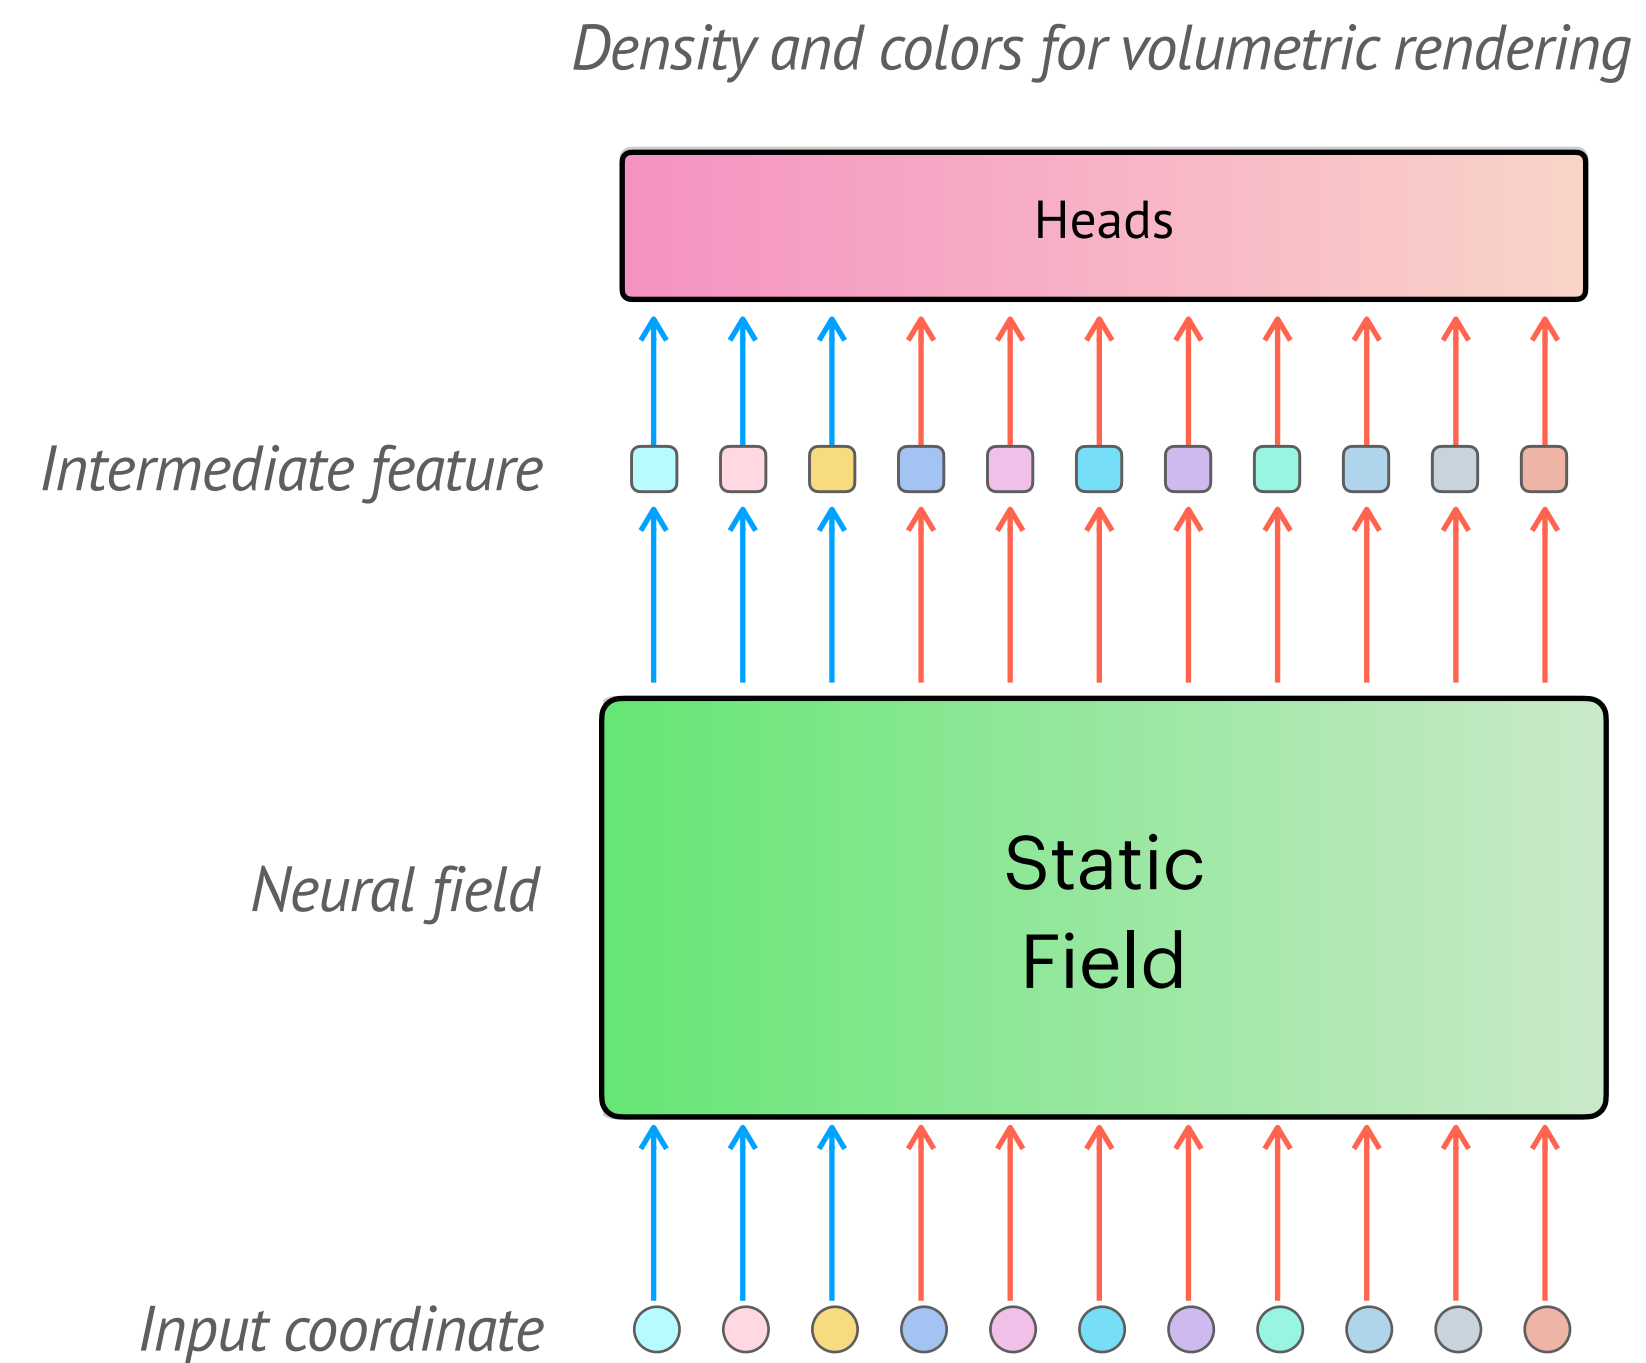 Density and colors for volumetric rendering
Heads
Intermediate feature
Static
Neural field
Field
Input coordinate